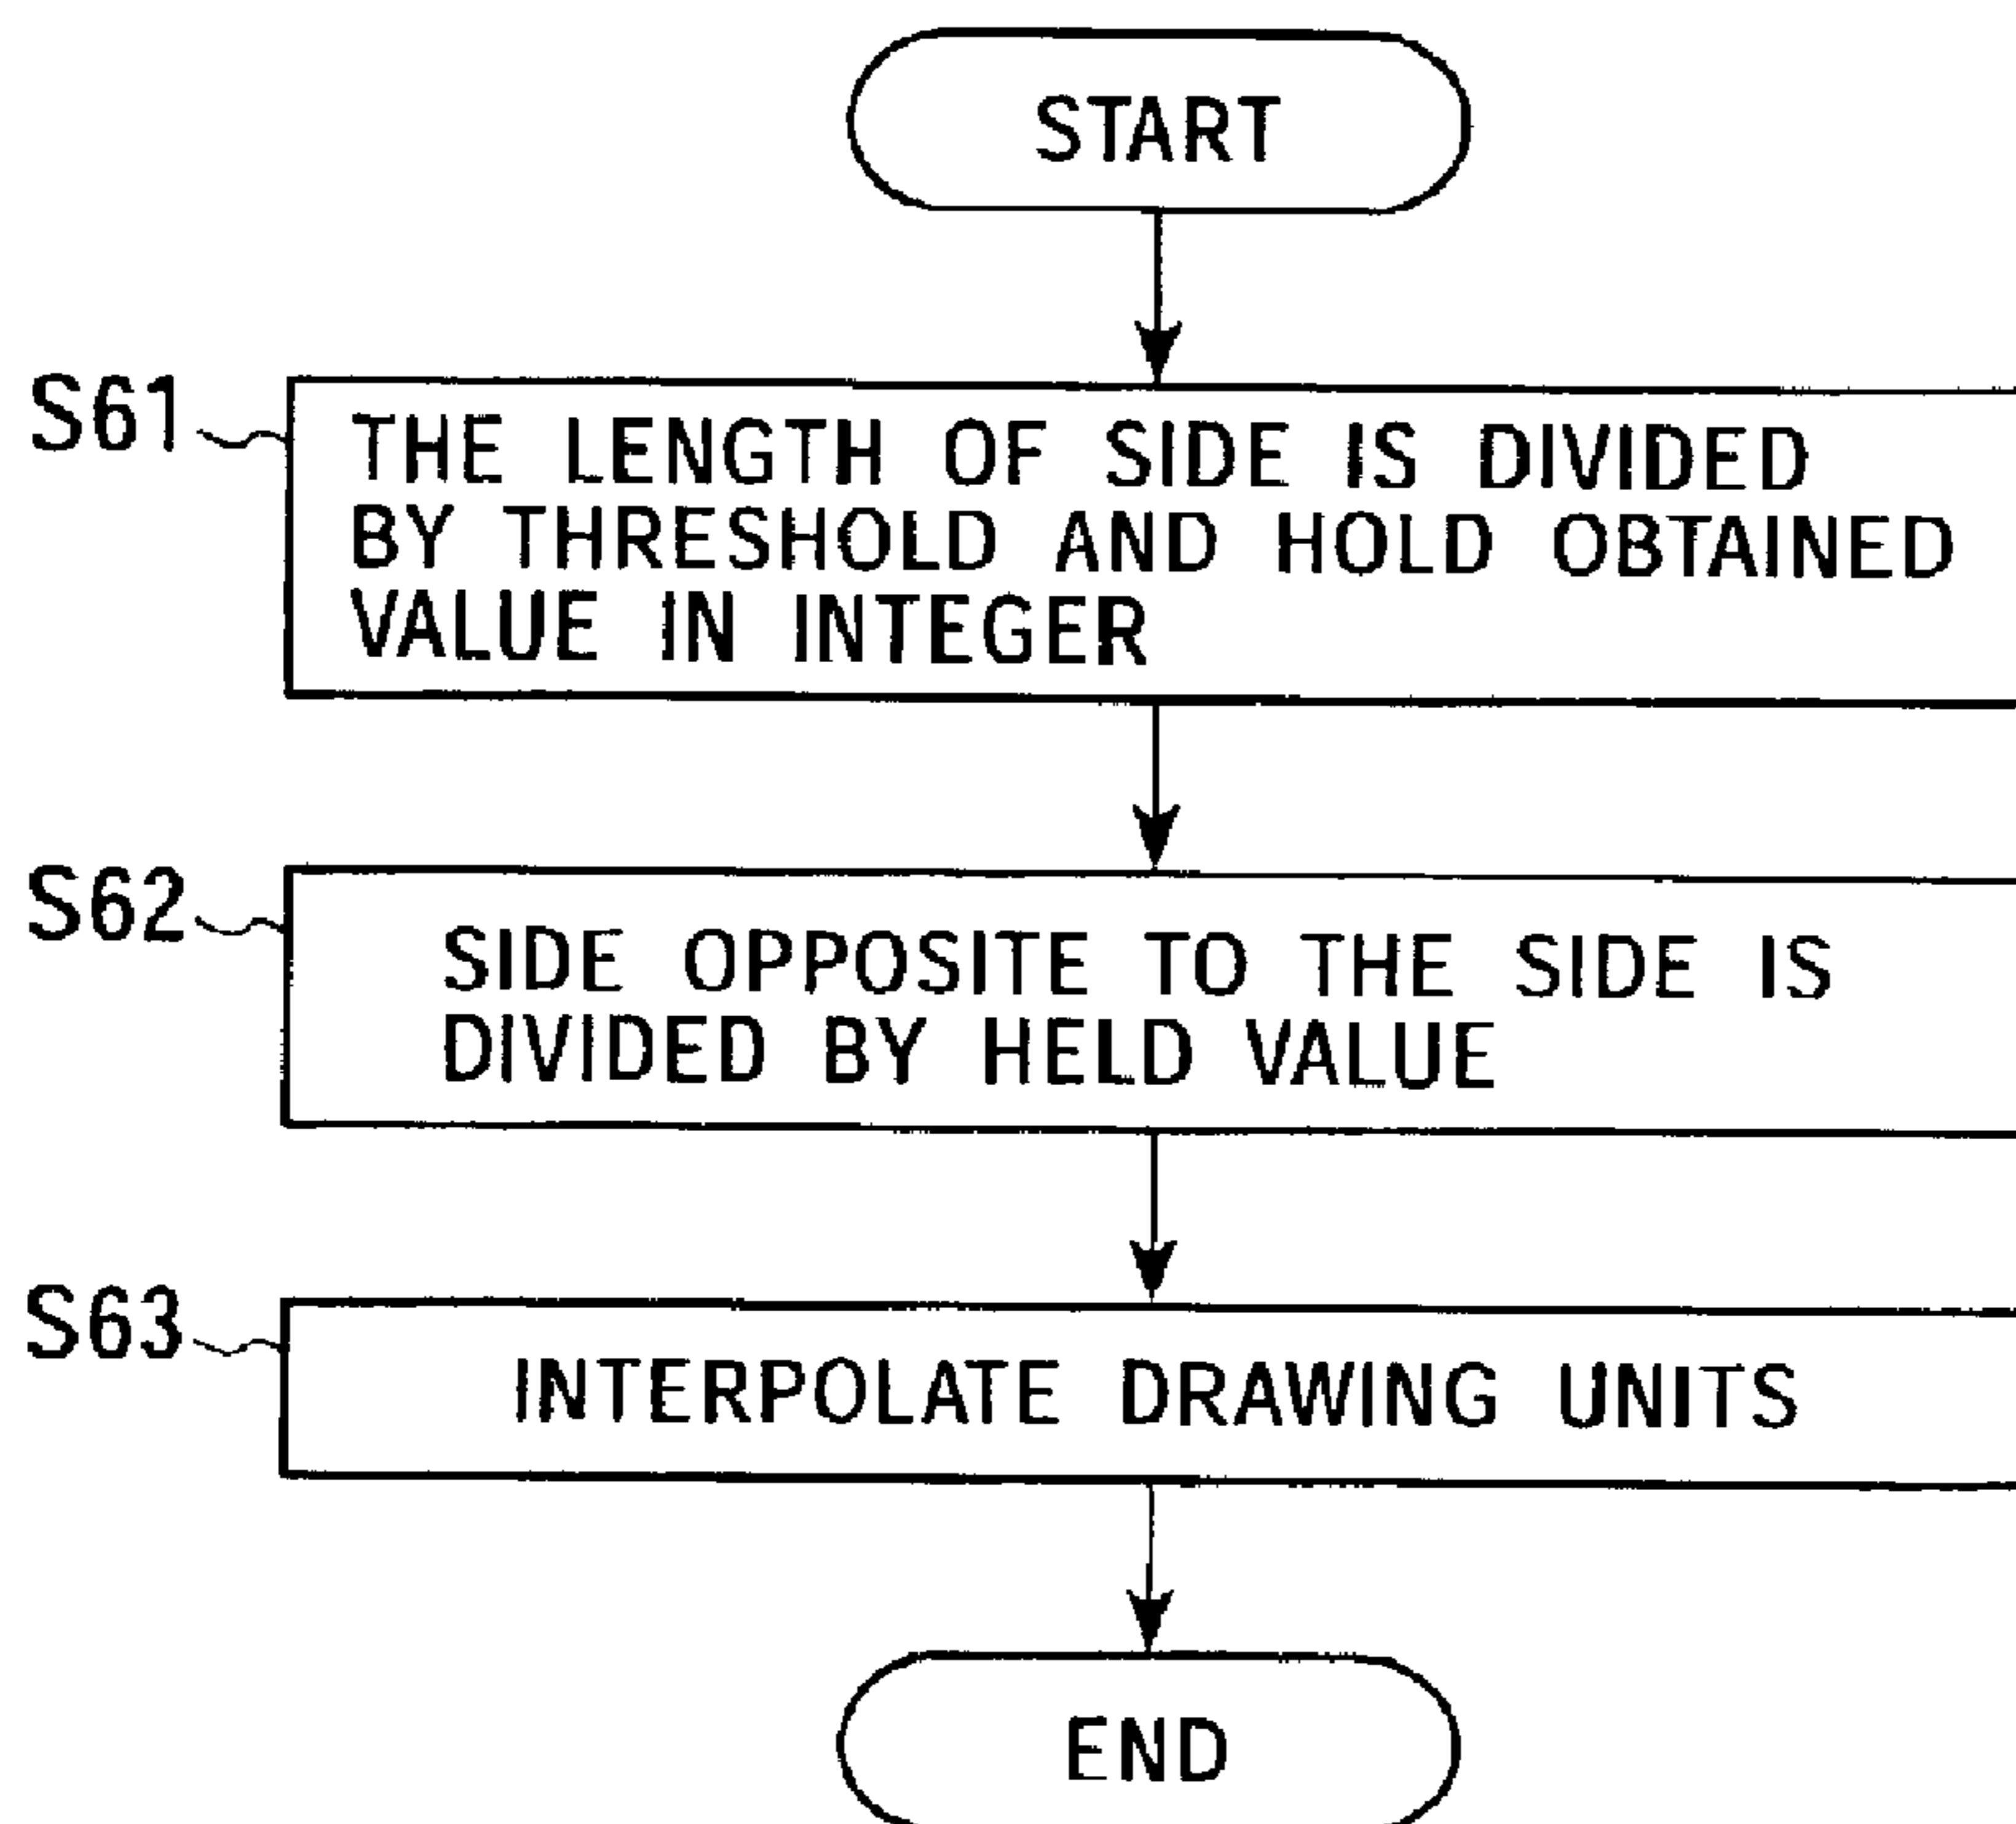 START
S61
THE LENGTH OF SIDE IS DIVIDED
BY THRESHOLD AND HOLD OBTAINED
VALUE IN INTEGER
S62
SIDE OPPOSITE TO THE SIDE IS
DIVIDED BY HELD VALUE
S63
INTERPOLATE DRAWING UNITS
END